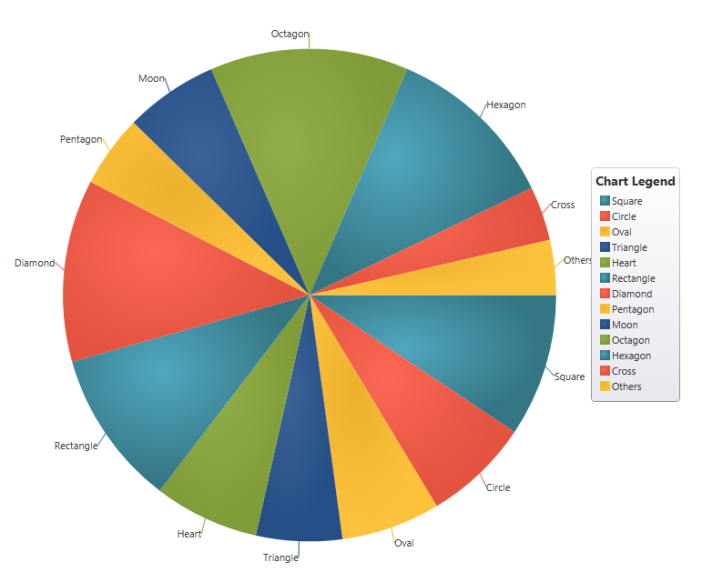 Octagon
Moon
Hexagon
Pentagon
Cross
Diamond
Others
Square
Rectangle
Circle
Heart
Oval
Triangle
Chart Legend
Square
Circle
Oval
Triangle
Heart
Rectangle
Diamond
Pentagon
Moon
Octagon
Hexagon
Cross
Others